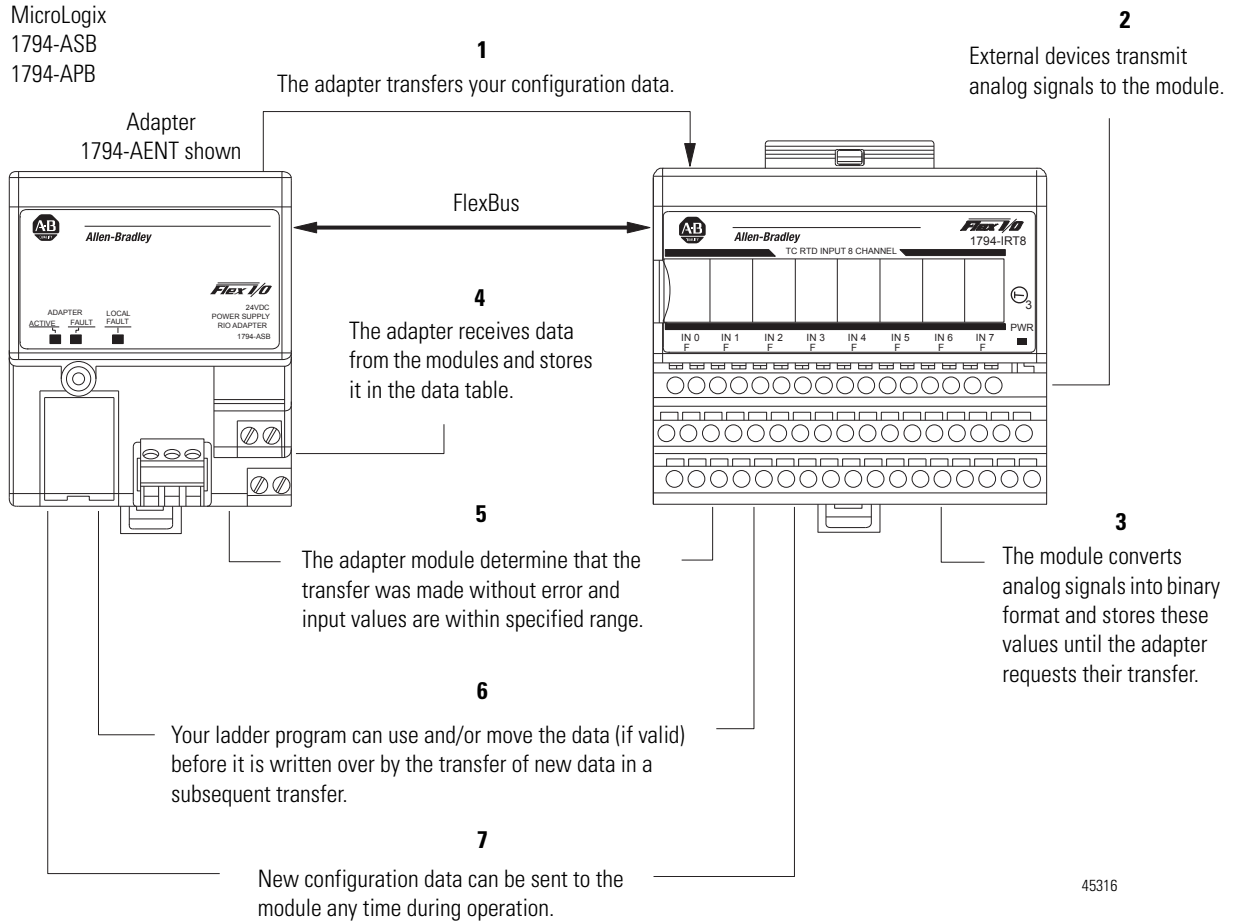 MicroLogix
1794-ASB
1794-APB
1
The adapter transfers your configuration data.
2
External devices transmit
analog signals to the module.
Adapter
1794-AENT shown
FlexBus
A·B
Allen-Bradley
Flex I/O
24VDC
POWER SUPPLY
RIO ADAPTER
1794-ASB
ADAPTER
ACTIVE FAULT
LOCAL
FAULT
A·B
Allen-Bradley
Flex I/O
1794-IRT8
TC RTD INPUT 8 CHANNEL
3
PWR
IN 0 IN 1 IN 2 IN 3 IN 4 IN 5 IN 6 IN 7
F F F F F F F F
4
The adapter receives data
from the modules and stores
it in the data table.
5
The adapter module determine that the
transfer was made without error and
input values are within specified range.
3
The module converts
analog signals into binary
format and stores these
values until the adapter
requests their transfer.
6
Your ladder program can use and/or move the data (if valid)
before it is written over by the transfer of new data in a
subsequent transfer.
7
New configuration data can be sent to the
module any time during operation.
45316